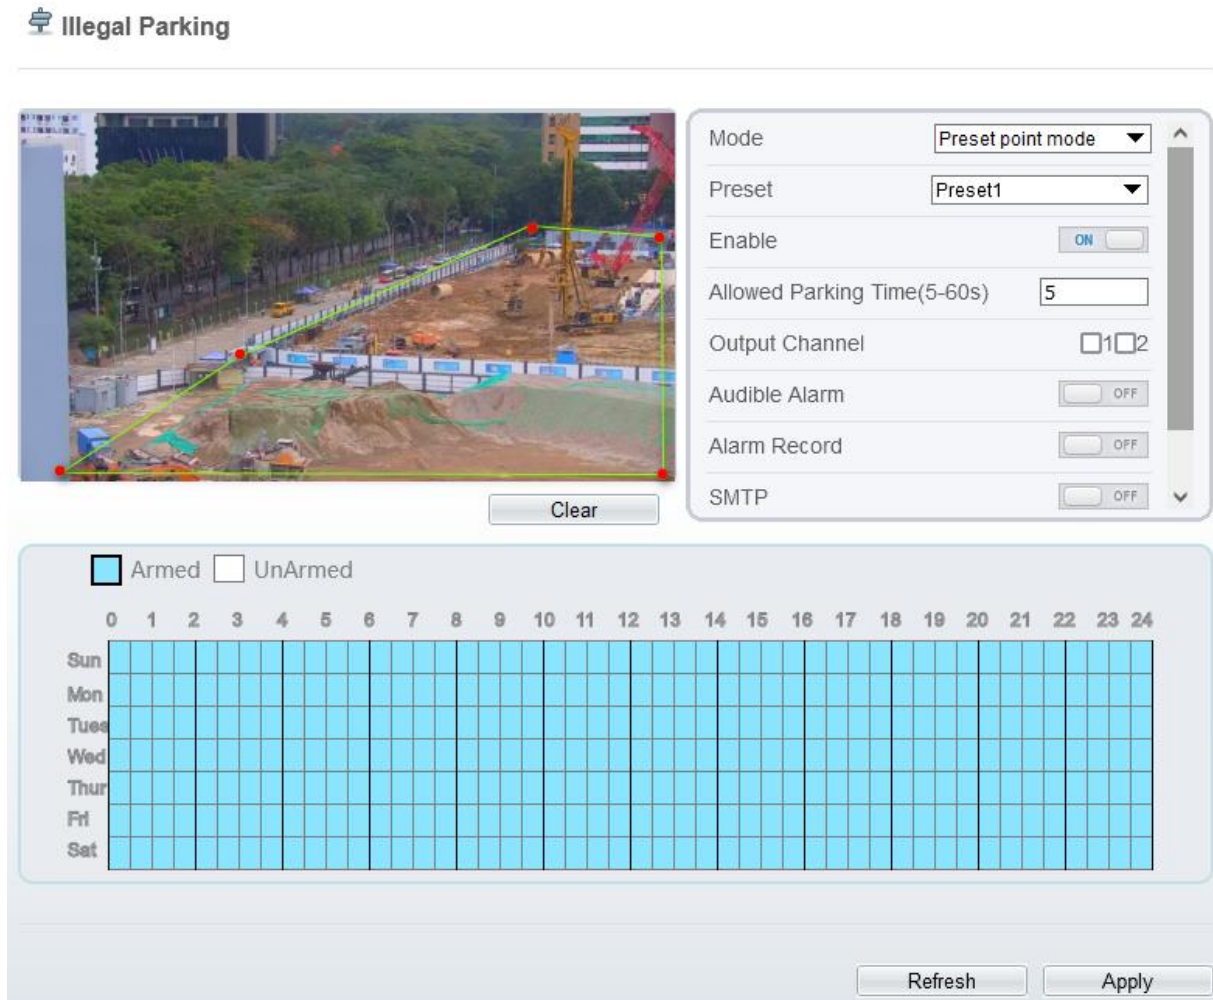 Illegal Parking
Mode Preset point mode
Preset Preset1
Enable ON
Allowed Parking Time(5-60s) 5
Output Channel 1 2
Audible Alarm OFF
Alarm Record OFF
SMTP OFF
Clear
Armed UnArmed
0 1 2 3 4 5 6 7 8 9 10 11 12 13 14 15 16 17 18 19 20 21 22 23 24
Sun
Mon
Tues
Wed
Thur
Fri
Sat
Refresh Apply